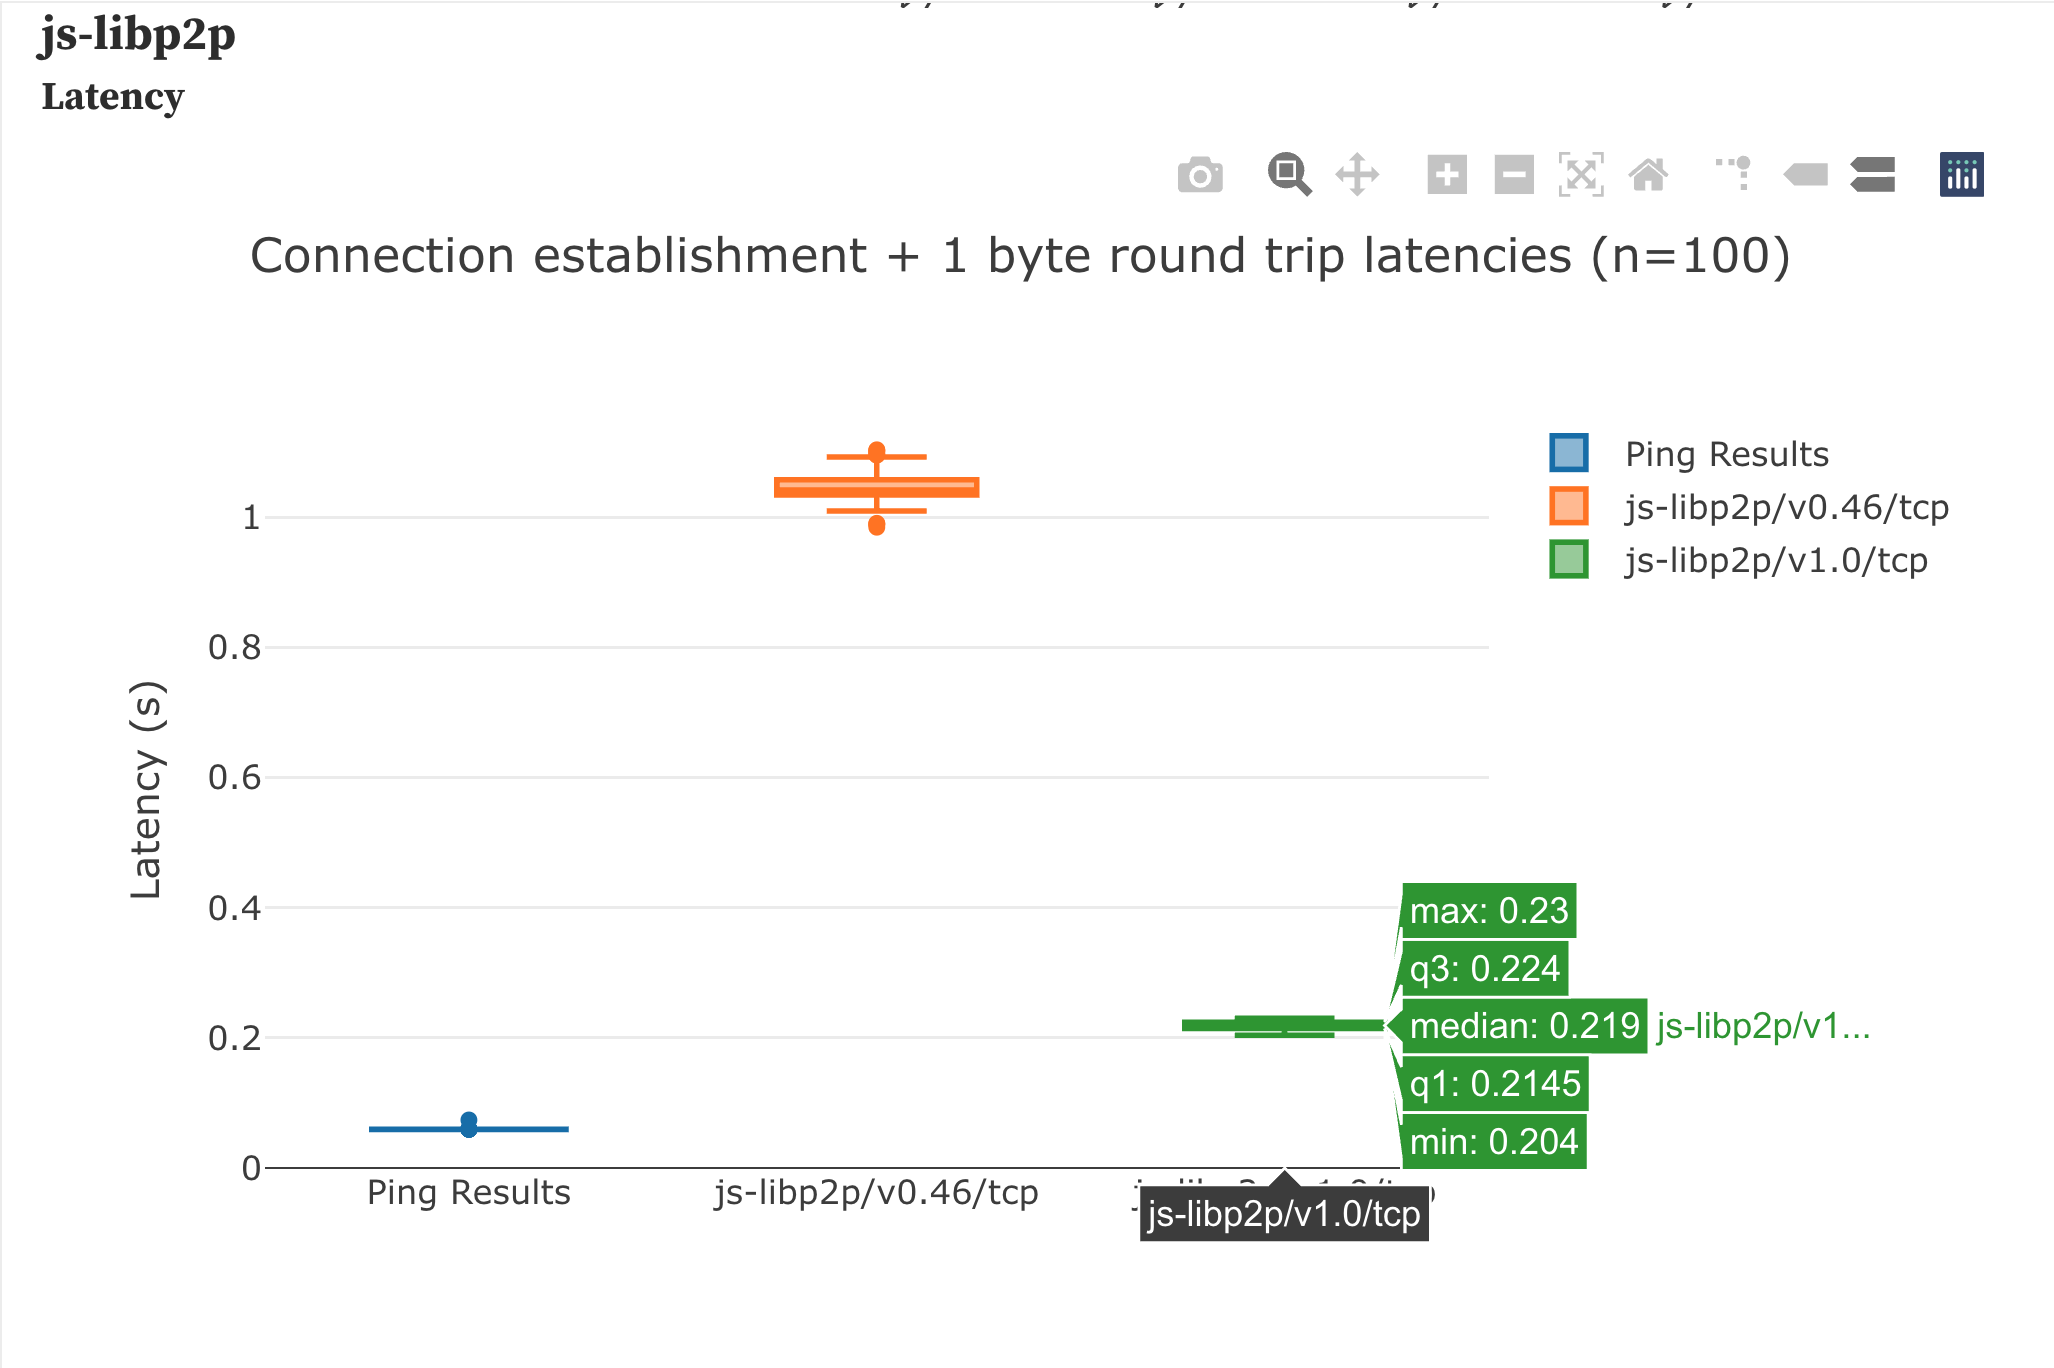 js-libp2p
Latency
Connection establishment + 1 byte round trip latencies (n=100)
Ping Results
js-libp2p/v0.46/tcp
js-libp2p/v1.0/tcp
Latency (s)
1
0.8
0.6
0.4
0.2
0
max: 0.23
q3: 0.224
median: 0.219 js-libp2p/v1...
q1: 0.2145
min: 0.204
Ping Results
js-libp2p/v0.46/tcp
js-libp2p/v1.0/tcp